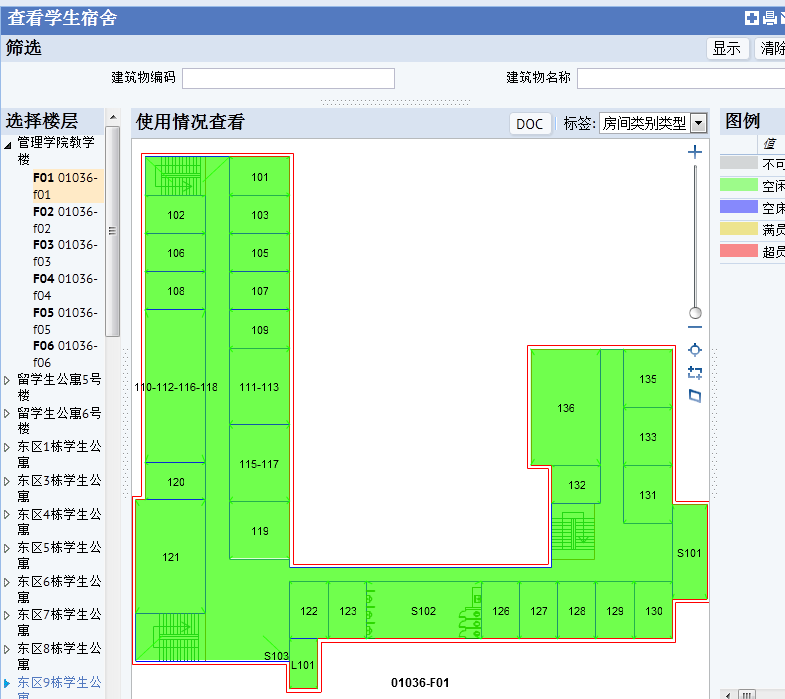 查看学生宿舍
筛选
显示
清除
建筑物编码
建筑物名称
选择楼层
管理学院教学
楼
F01 01036-
f01
F02 01036-
f02
F03 01036-
f03
F04 01036-
f04
F05 01036-
f05
F06 01036-
f06
留学生公寓5号
楼
留学生公寓6号
楼
东区1栋学生公
寓
东区3栋学生公
寓
东区4栋学生公
寓
东区5栋学生公
寓
东区6栋学生公
寓
东区7栋学生公
寓
东区8栋学生公
寓
东区9栋学生公
使用情况查看
DOC
标签:
房间类别类型
101
102
103
106
105
108
107
109
110-112-116-118
111-113
115-117
120
119
121
136
135
133
132
131
S101
122
123
S102
126
127
128
129
130
S103
L101
01036-F01
图例
值
不可
空闲
空床
满员
超员